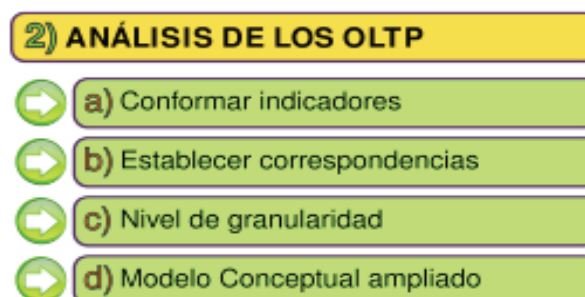 2) ANÁLISIS DE LOS OLTP
a) Conformar indicadores
b) Establecer correspondencias
c) Nivel de granularidad
d) Modelo Conceptual ampliado